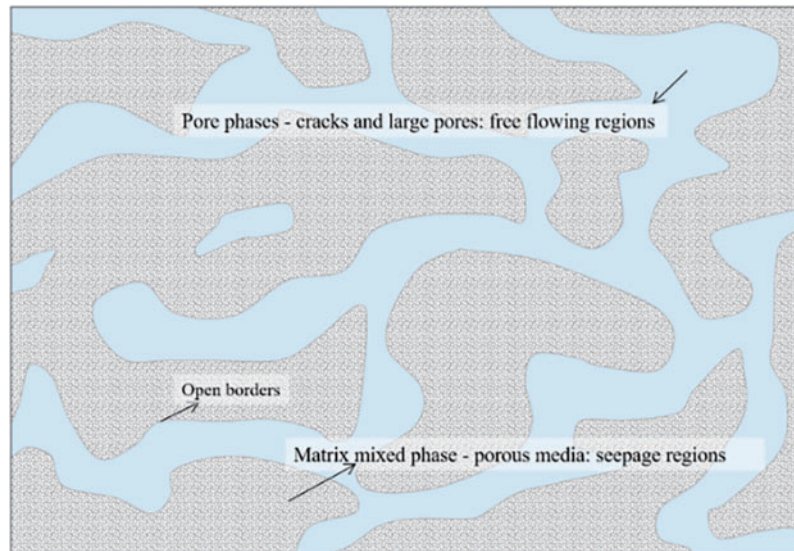 Pore phases - cracks and large pores: free flowing regions
Open borders
Matrix mixed phase - porous media: seepage regions